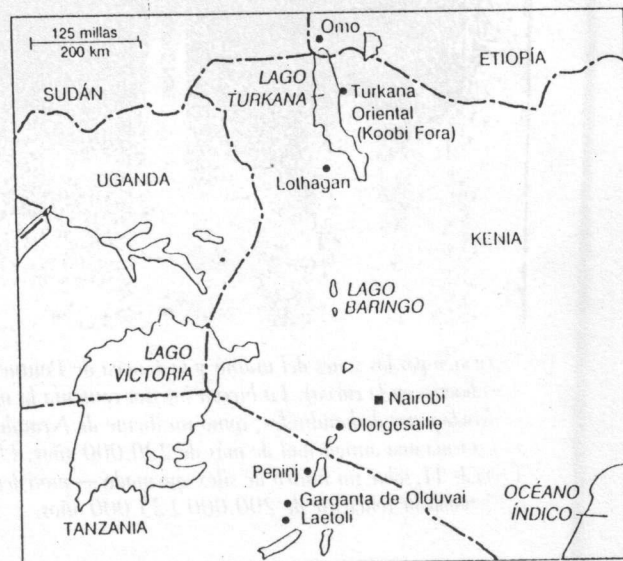 125 millas
200 km
Omo
ETIOPÍA
SUDÁN
LAGO
TURKANA
Turkana
Oriental
(Koobi Fora)
UGANDA
Lothagan
KENIA
LAGO
BARINGO
LAGO
VICTORIA
Nairobi
Olorgosailie
Peninj
Garganta de Olduvai
Laetoli
TANZANIA
OCÉANO
ÍNDICO